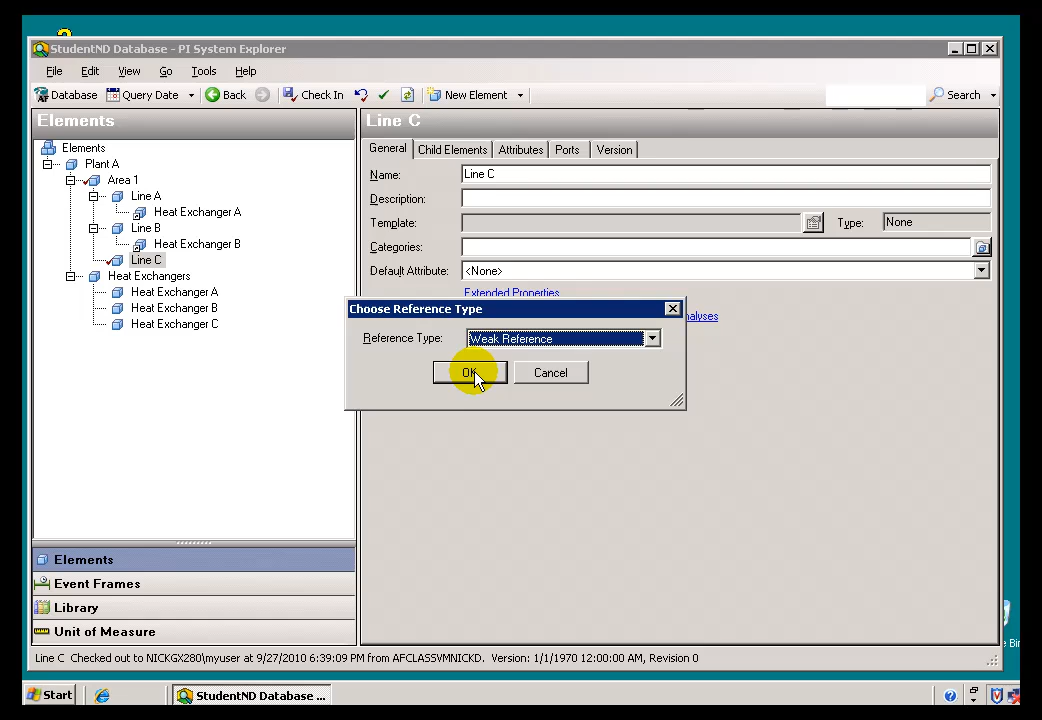 StudentND Database - PI System Explorer
File Edit View Go Tools Help
Database Query Date Back Check In New Element Search
Elements
Elements
Plant A
Area 1
Line A
Heat Exchanger A
Line B
Heat Exchanger B
Line C
Heat Exchangers
Heat Exchanger A
Heat Exchanger B
Heat Exchanger C
Elements
Event Frames
Library
Unit of Measure
Line C
General Child Elements Attributes Ports Version
Name: Line C
Description:
Template: Type: None
Categories:
Default Attribute: <None>
Extended Properties
nalyses
Choose Reference Type
Reference Type: Weak Reference
OK Cancel
Line C Checked out to NICKGX280\myuser at 9/27/2010 6:39:09 PM from AFCLASSVMNICKD. Version: 1/1/1970 12:00:00 AM, Revision 0
e Bin
Start StudentND Database ...